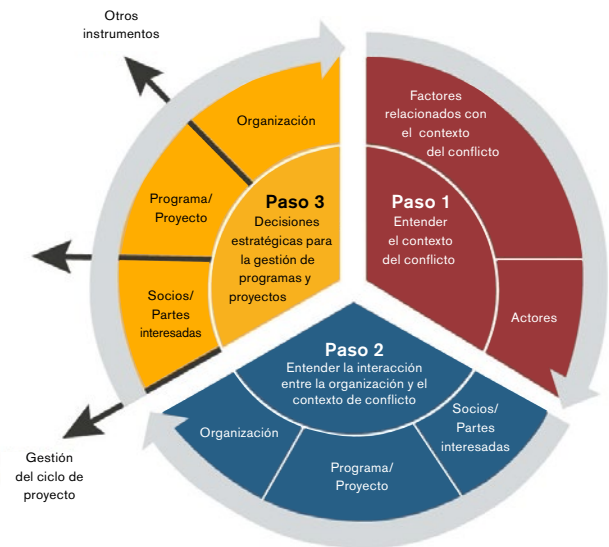 Otros
instrumentos
Factores
relacionados con
el contexto
del conflicto
Paso 1
Entender
el contexto
del conflicto
Actores
Paso 2
Entender la interacción
entre la organización y el
contexto de conflicto
Socios/
Partes
interesadas
Programa/
Proyecto
Organización
Paso 3
Decisiones
estratégicas para
la gestión de
programas y
proyectos
Socios/
Partes
interesadas
Programa/
Proyecto
Organización
Gestión
del ciclo de
proyecto